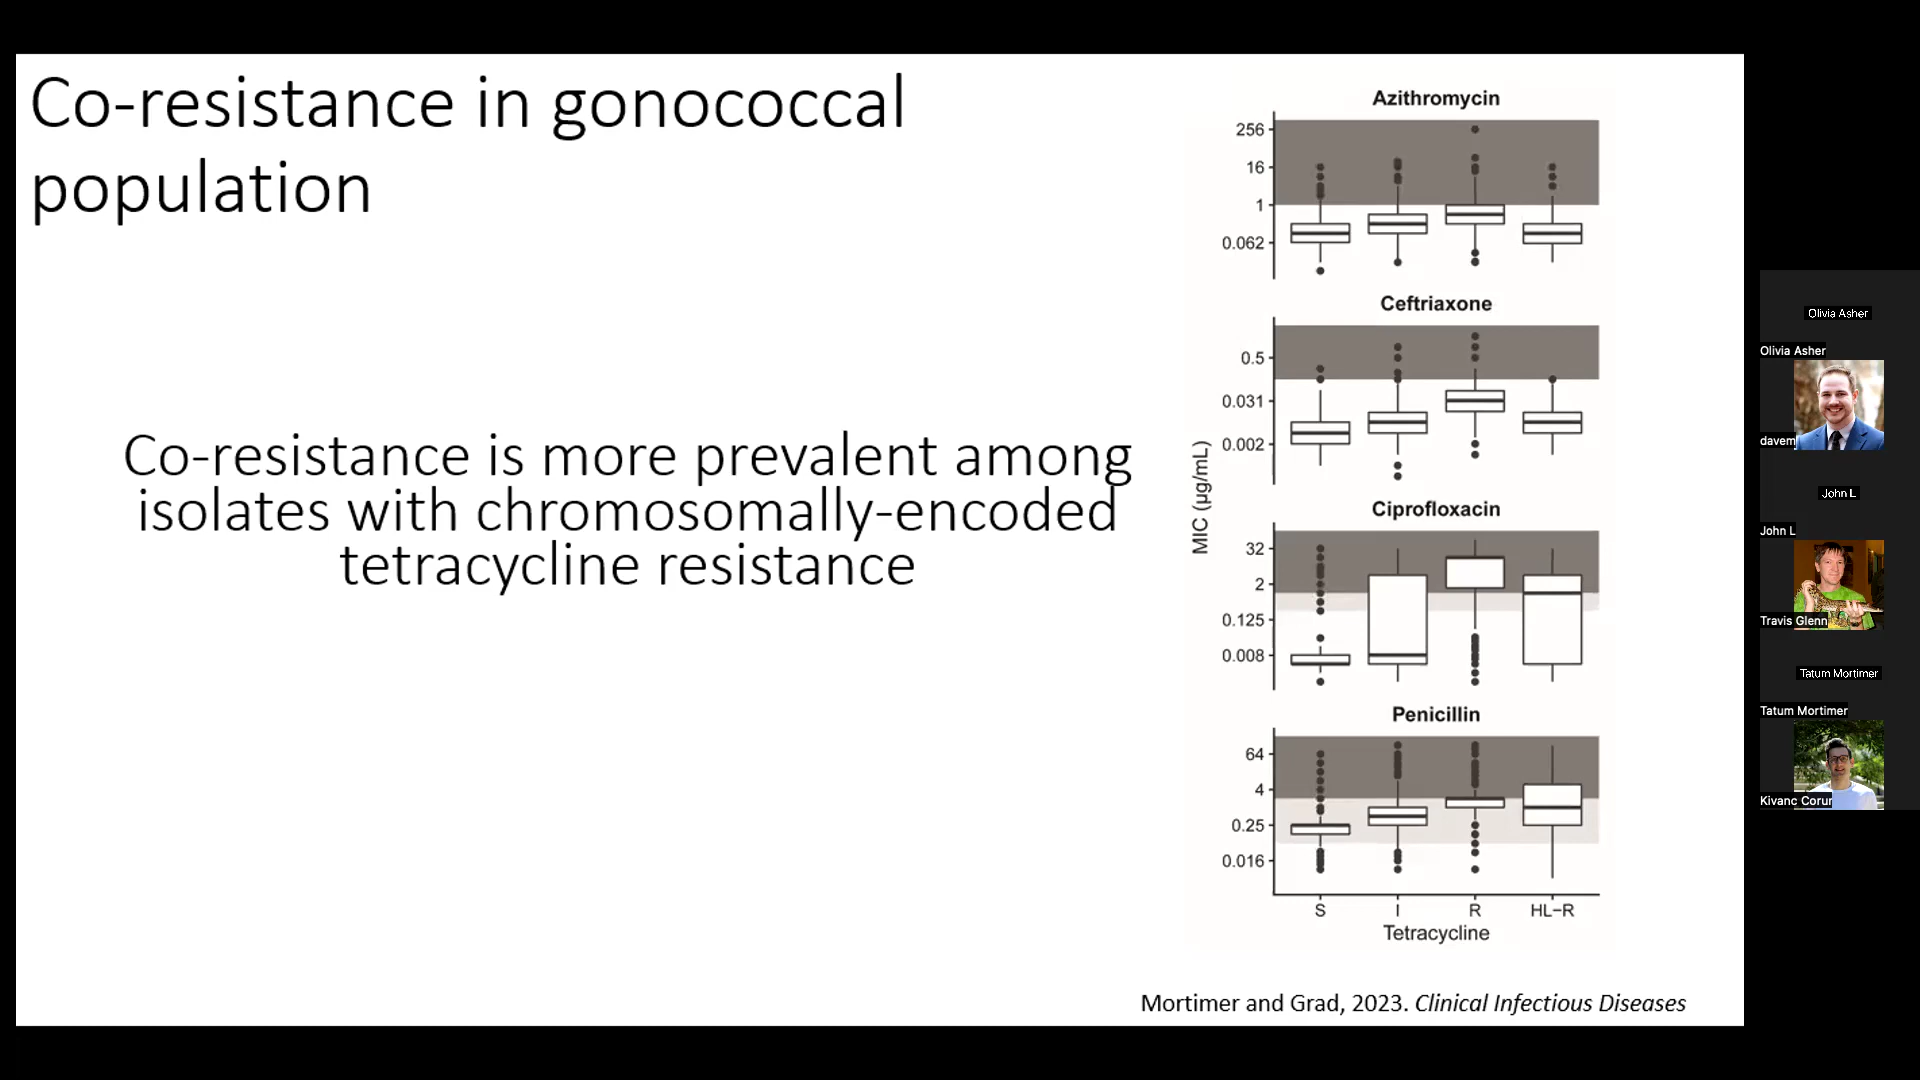 Co-resistance in gonococcal
population
Co-resistance is more prevalent among
isolates with chromosomally-encoded
tetracycline resistance
Azithromycin
256
16
1
0.062
Ceftriaxone
0.5
0.031
0.002
MIC (μg/mL)
Ciprofloxacin
32
2
0.125
0.008
Penicillin
64
4
0.25
0.016
S I R HL−R
Tetracycline
Mortimer and Grad, 2023. Clinical Infectious Diseases
Olivia Asher
Olivia Asher
davem
John L
John L
Travis Glenn
Tatum Mortimer
Tatum Mortimer
Kivanc Corur